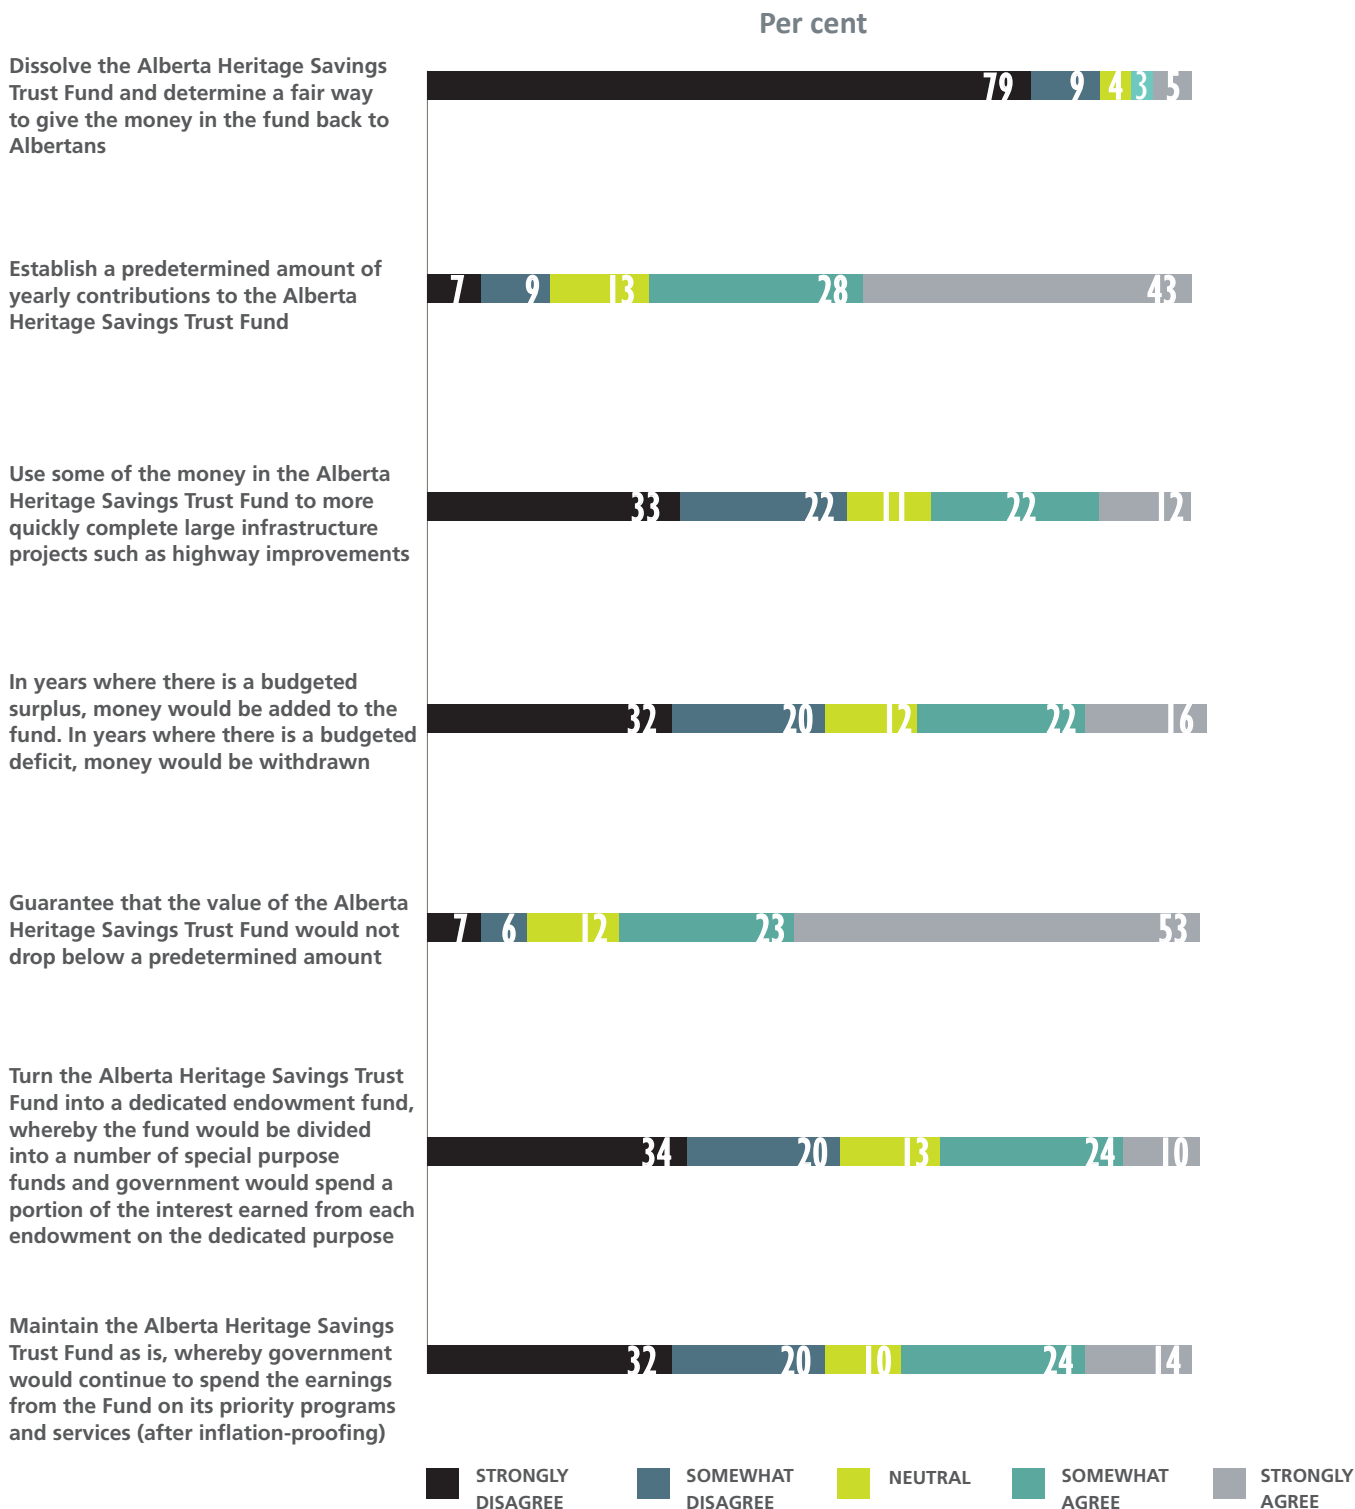 Per cent
Dissolve the Alberta Heritage Savings
Trust Fund and determine a fair way
to give the money in the fund back to
Albertans
79 9 4 3 5
Establish a predetermined amount of
yearly contributions to the Alberta
Heritage Savings Trust Fund
7 9 13 28 43
Use some of the money in the Alberta
Heritage Savings Trust Fund to more
quickly complete large infrastructure
projects such as highway improvements
33 22 11 22 12
In years where there is a budgeted
surplus, money would be added to the
fund. In years where there is a budgeted
deficit, money would be withdrawn
32 20 12 22 16
Guarantee that the value of the Alberta
Heritage Savings Trust Fund would not
drop below a predetermined amount
7 6 12 23 53
Turn the Alberta Heritage Savings Trust
Fund into a dedicated endowment fund,
whereby the fund would be divided
into a number of special purpose
funds and government would spend a
portion of the interest earned from each
endowment on the dedicated purpose
34 20 13 24 10
Maintain the Alberta Heritage Savings
Trust Fund as is, whereby government
would continue to spend the earnings
from the Fund on its priority programs
and services (after inflation-proofing)
32 20 10 24 14
STRONGLY
DISAGREE
SOMEWHAT
DISAGREE
NEUTRAL
SOMEWHAT
AGREE
STRONGLY
AGREE